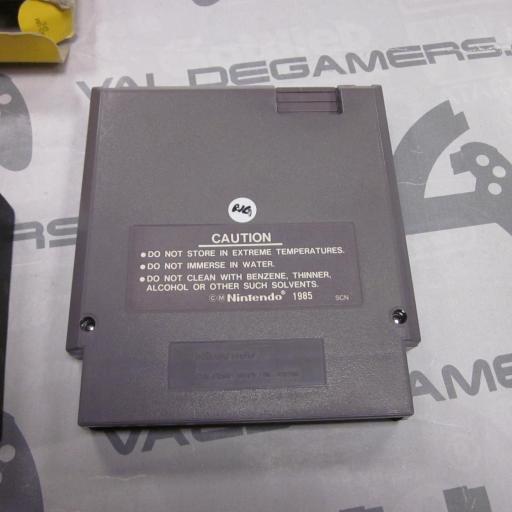 VALDEGAMERS.
CAUTION
• DO NOT STORE IN EXTREME TEMPERATURES.
• DO NOT IMMERSE IN WATER.
• DO NOT CLEAN WITH BENZENE, THINNER,
ALCOHOL OR OTHER SUCH SOLVENTS.
©M Nintendo® 1985 SCN
VALDEGAMERS